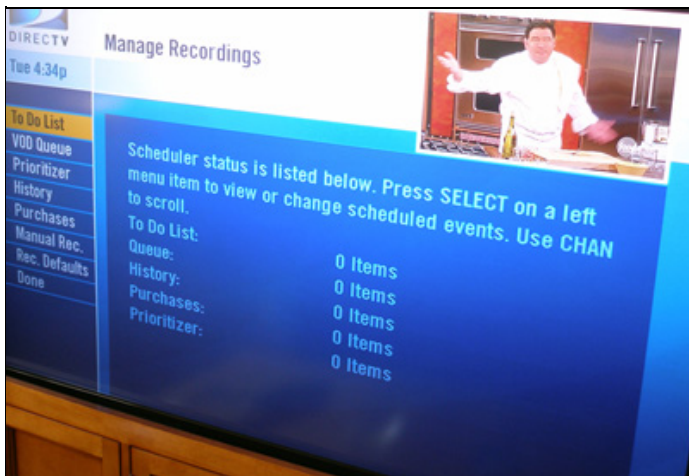 DIRECTV
Manage Recordings
Tue 4:34p
To Do List
VOD Queue
Prioritizer
History
Purchases
Manual Rec.
Rec. Defaults
Done
Scheduler status is listed below. Press SELECT on a left
menu item to view or change scheduled events. Use CHAN
to scroll.
To Do List: 0 Items
Queue: 0 Items
History: 0 Items
Purchases: 0 Items
Prioritizer: 0 Items